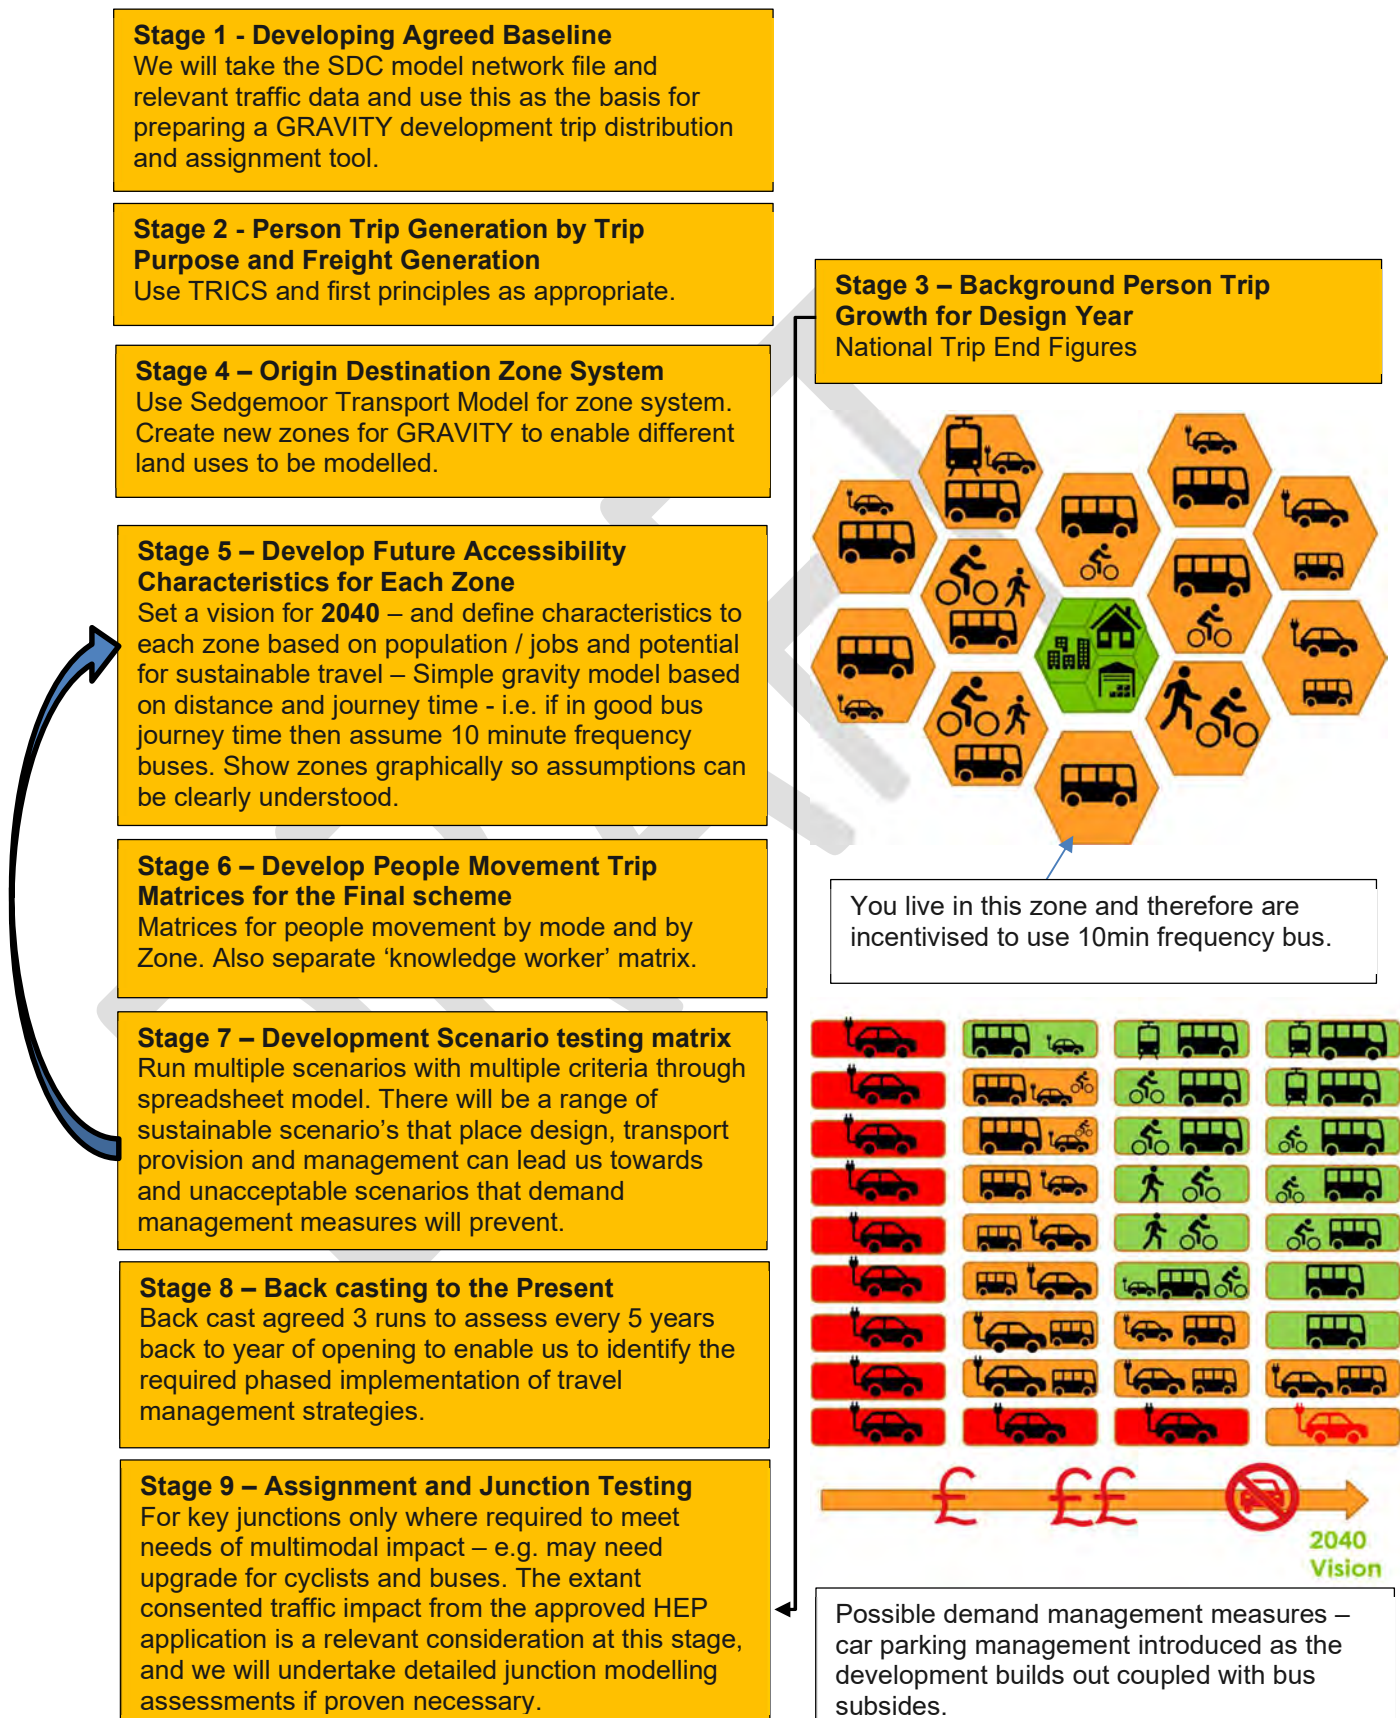 Stage 1 - Developing Agreed Baseline
We will take the SDC model network file and
relevant traffic data and use this as the basis for
preparing a GRAVITY development trip distribution
and assignment tool.
Stage 2 - Person Trip Generation by Trip
Purpose and Freight Generation
Use TRICS and first principles as appropriate.
Stage 3 – Background Person Trip
Growth for Design Year
National Trip End Figures
Stage 4 – Origin Destination Zone System
Use Sedgemoor Transport Model for zone system.
Create new zones for GRAVITY to enable different
land uses to be modelled.
Stage 5 – Develop Future Accessibility
Characteristics for Each Zone
Set a vision for 2040 – and define characteristics to
each zone based on population / jobs and potential
for sustainable travel – Simple gravity model based
on distance and journey time - i.e. if in good bus
journey time then assume 10 minute frequency
buses. Show zones graphically so assumptions can
be clearly understood.
Stage 6 – Develop People Movement Trip
Matrices for the Final scheme
Matrices for people movement by mode and by
Zone. Also separate ‘knowledge worker’ matrix.
You live in this zone and therefore are
incentivised to use 10min frequency bus.
Stage 7 – Development Scenario testing matrix
Run multiple scenarios with multiple criteria through
spreadsheet model. There will be a range of
sustainable scenario’s that place design, transport
provision and management can lead us towards
and unacceptable scenarios that demand
management measures will prevent.
Stage 8 – Back casting to the Present
Back cast agreed 3 runs to assess every 5 years
back to year of opening to enable us to identify the
required phased implementation of travel
management strategies.
Stage 9 – Assignment and Junction Testing
For key junctions only where required to meet
needs of multimodal impact – e.g. may need
upgrade for cyclists and buses. The extant
consented traffic impact from the approved HEP
application is a relevant consideration at this stage,
and we will undertake detailed junction modelling
assessments if proven necessary.
£ ££
2040
Vision
Possible demand management measures –
car parking management introduced as the
development builds out coupled with bus
subsides.
DRAFT